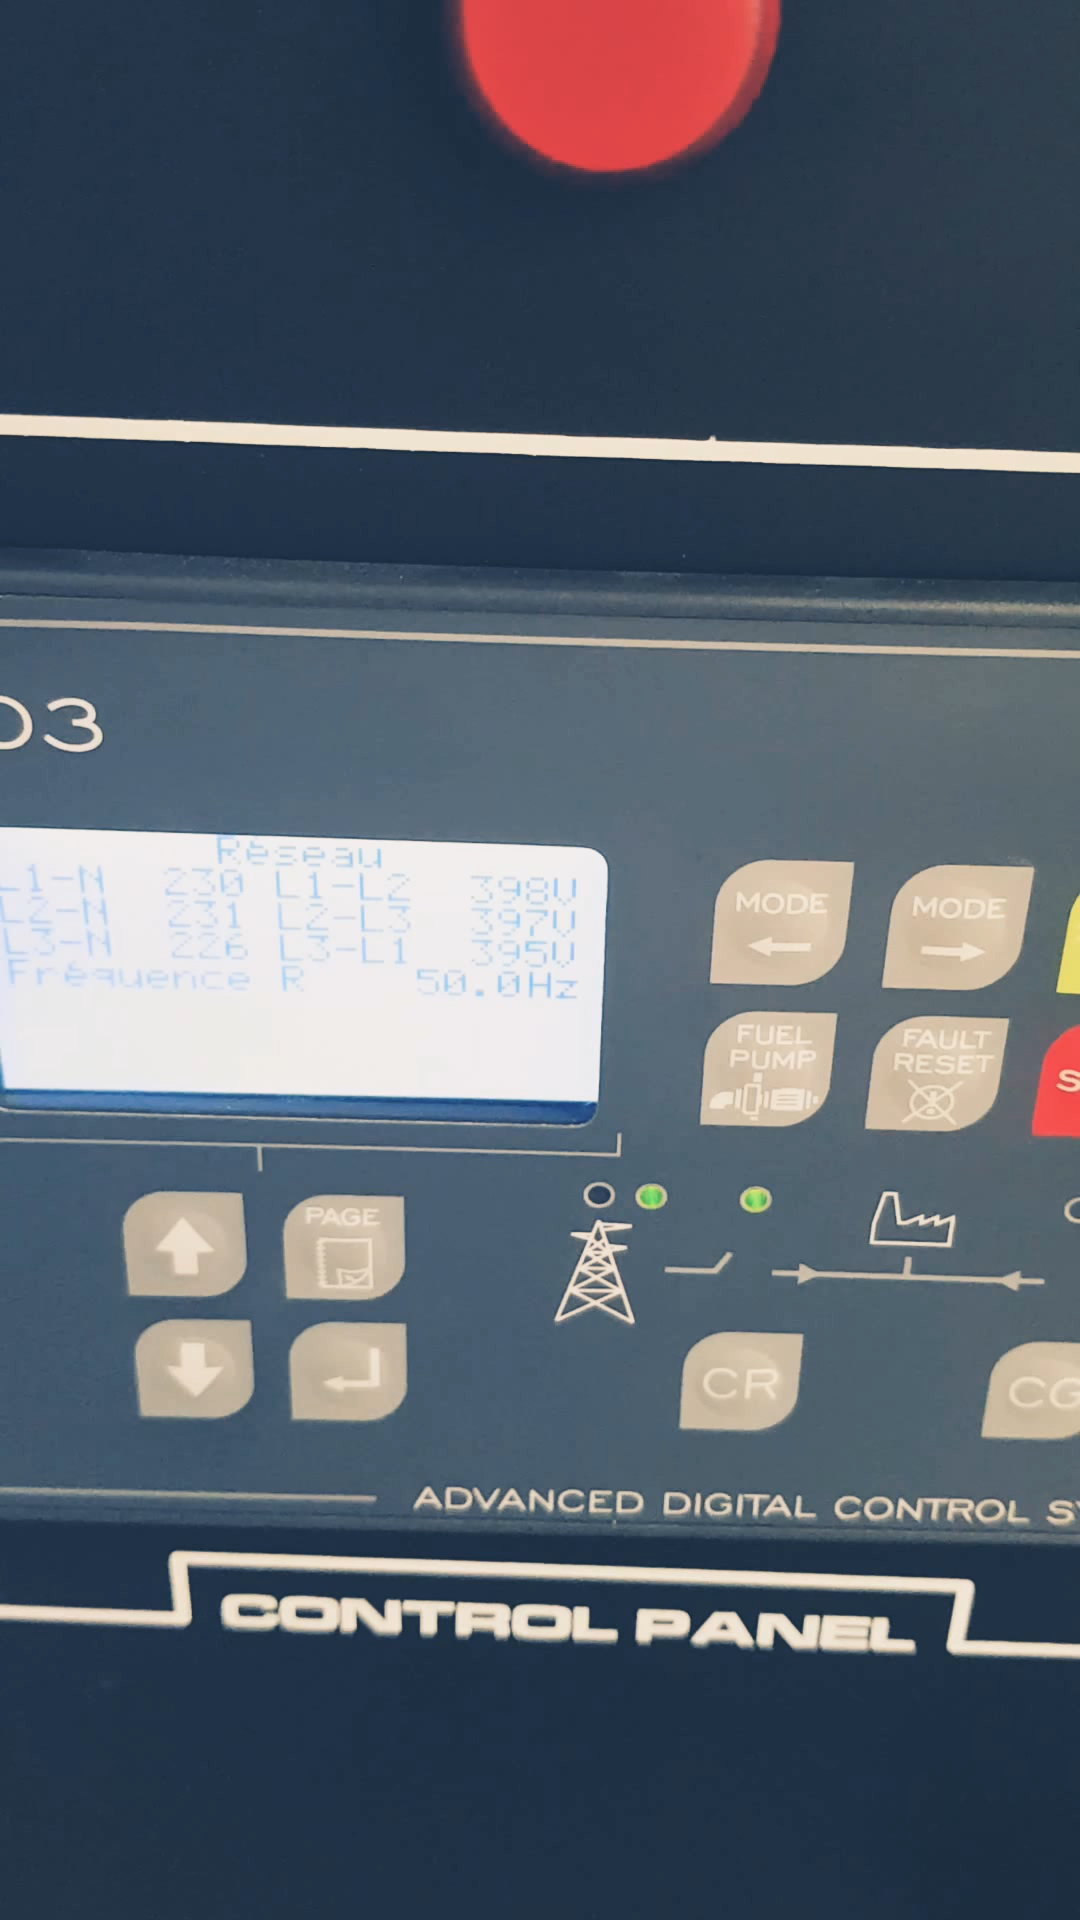 03
Réseau
L1-N 230 L1-L2 398V
L2-N 231 L2-L3 397V
L3-N 226 L3-L1 395V
Fréquence R 50.0Hz
MODE
MODE
FUEL PUMP
FAULT RESET
PAGE
CR
CG
ADVANCED DIGITAL CONTROL
CONTROL PANEL